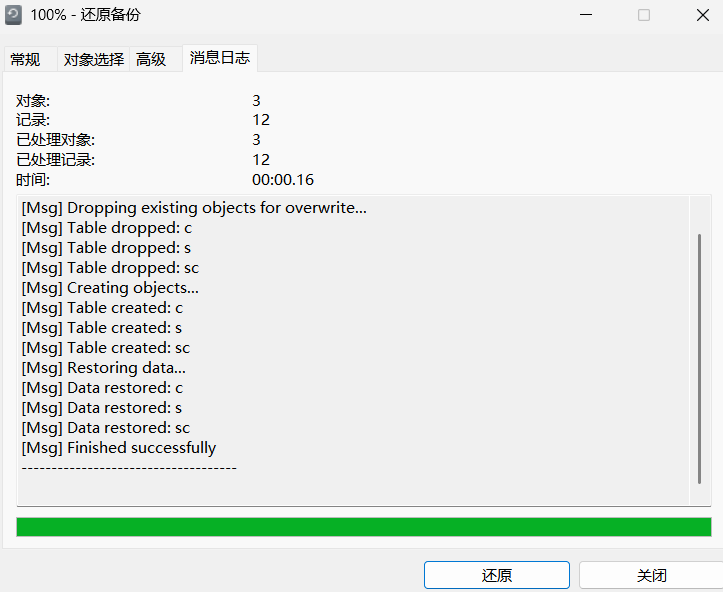 100% - 还原备份
常规 对象选择 高级 消息日志
对象: 3
记录: 12
已处理对象: 3
已处理记录: 12
时间: 00:00.16
[Msg] Dropping existing objects for overwrite...
[Msg] Table dropped: c
[Msg] Table dropped: s
[Msg] Table dropped: sc
[Msg] Creating objects...
[Msg] Table created: c
[Msg] Table created: s
[Msg] Table created: sc
[Msg] Restoring data...
[Msg] Data restored: c
[Msg] Data restored: s
[Msg] Data restored: sc
[Msg] Finished successfully
------------------------------------
还原 关闭